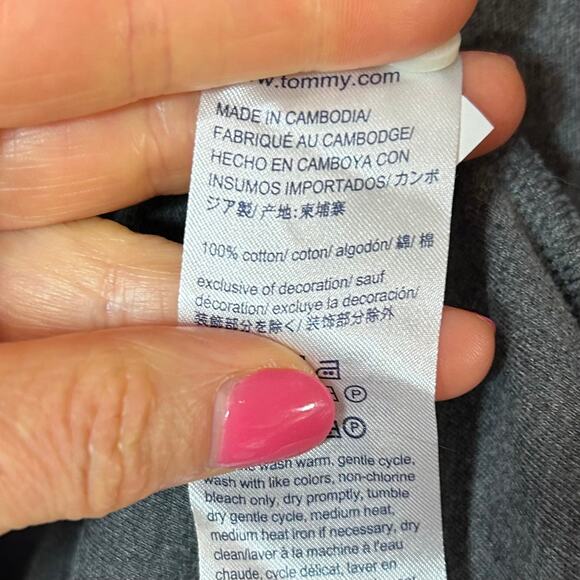 w.tommy.com
MADE IN CAMBODIA/
FABRIQUÉ AU CAMBODGE/
HECHO EN CAMBOYA CON
INSUMOS IMPORTADOS/ カンボ
ジア製/ 产地:柬埔寨
100% cotton/ coton/ algodón/ 綿/ 棉
exclusive of decoration/ sauf
décoration/ excluye la decoración/
装飾部分を除く/ 装饰部分除外
P
P
wash warm, gentle cycle,
wash with like colors, non-chlorine
bleach only, dry promptly, tumble
dry gentle cycle, medium heat,
medium heat iron if necessary, dry
clean/laver à la machine à l'eau
chaude, cycle délicat, laver en